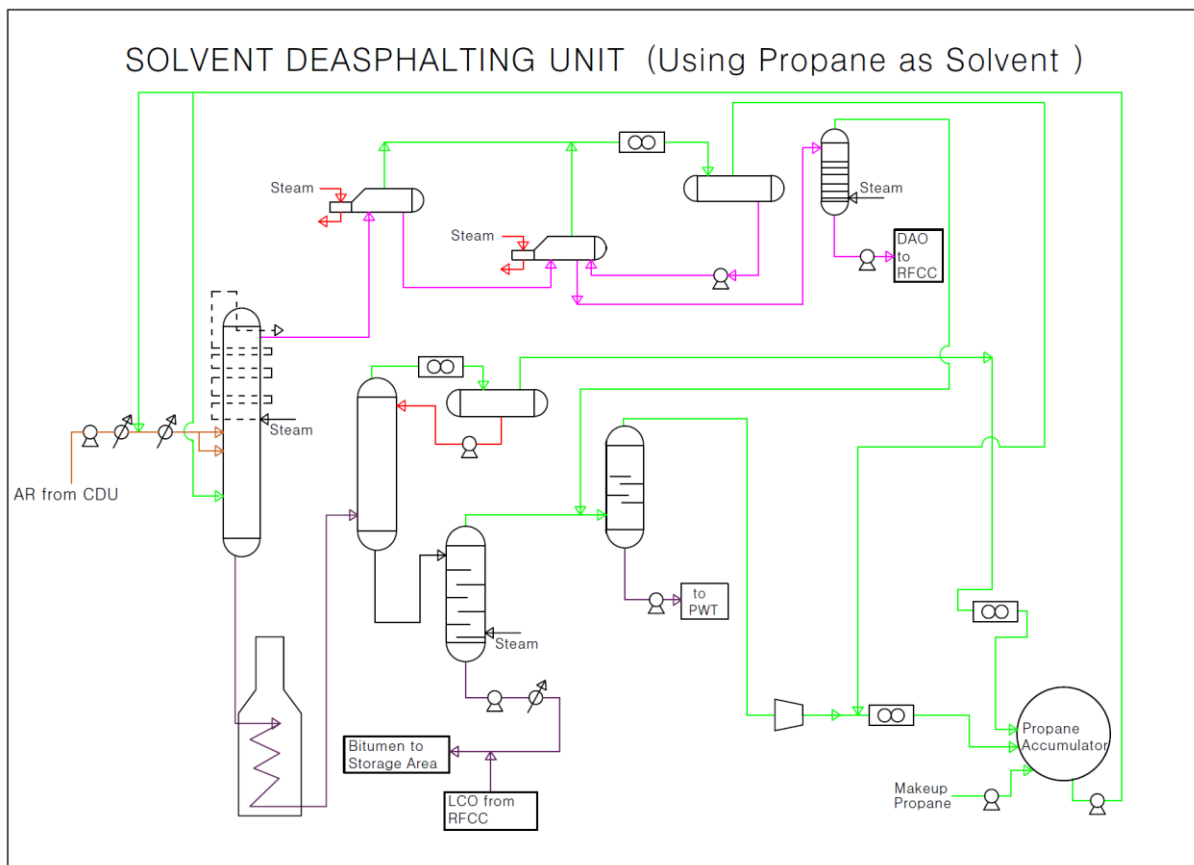 SOLVENT DEASPHALTING UNIT (Using Propane as Solvent )
Steam
Steam
Steam
DAO
to
RFCC
Steam
AR from CDU
to
PWT
Steam
Propane
Accumulator
Bitumen to
Storage Area
Makeup
Propane
LCO from
RFCC